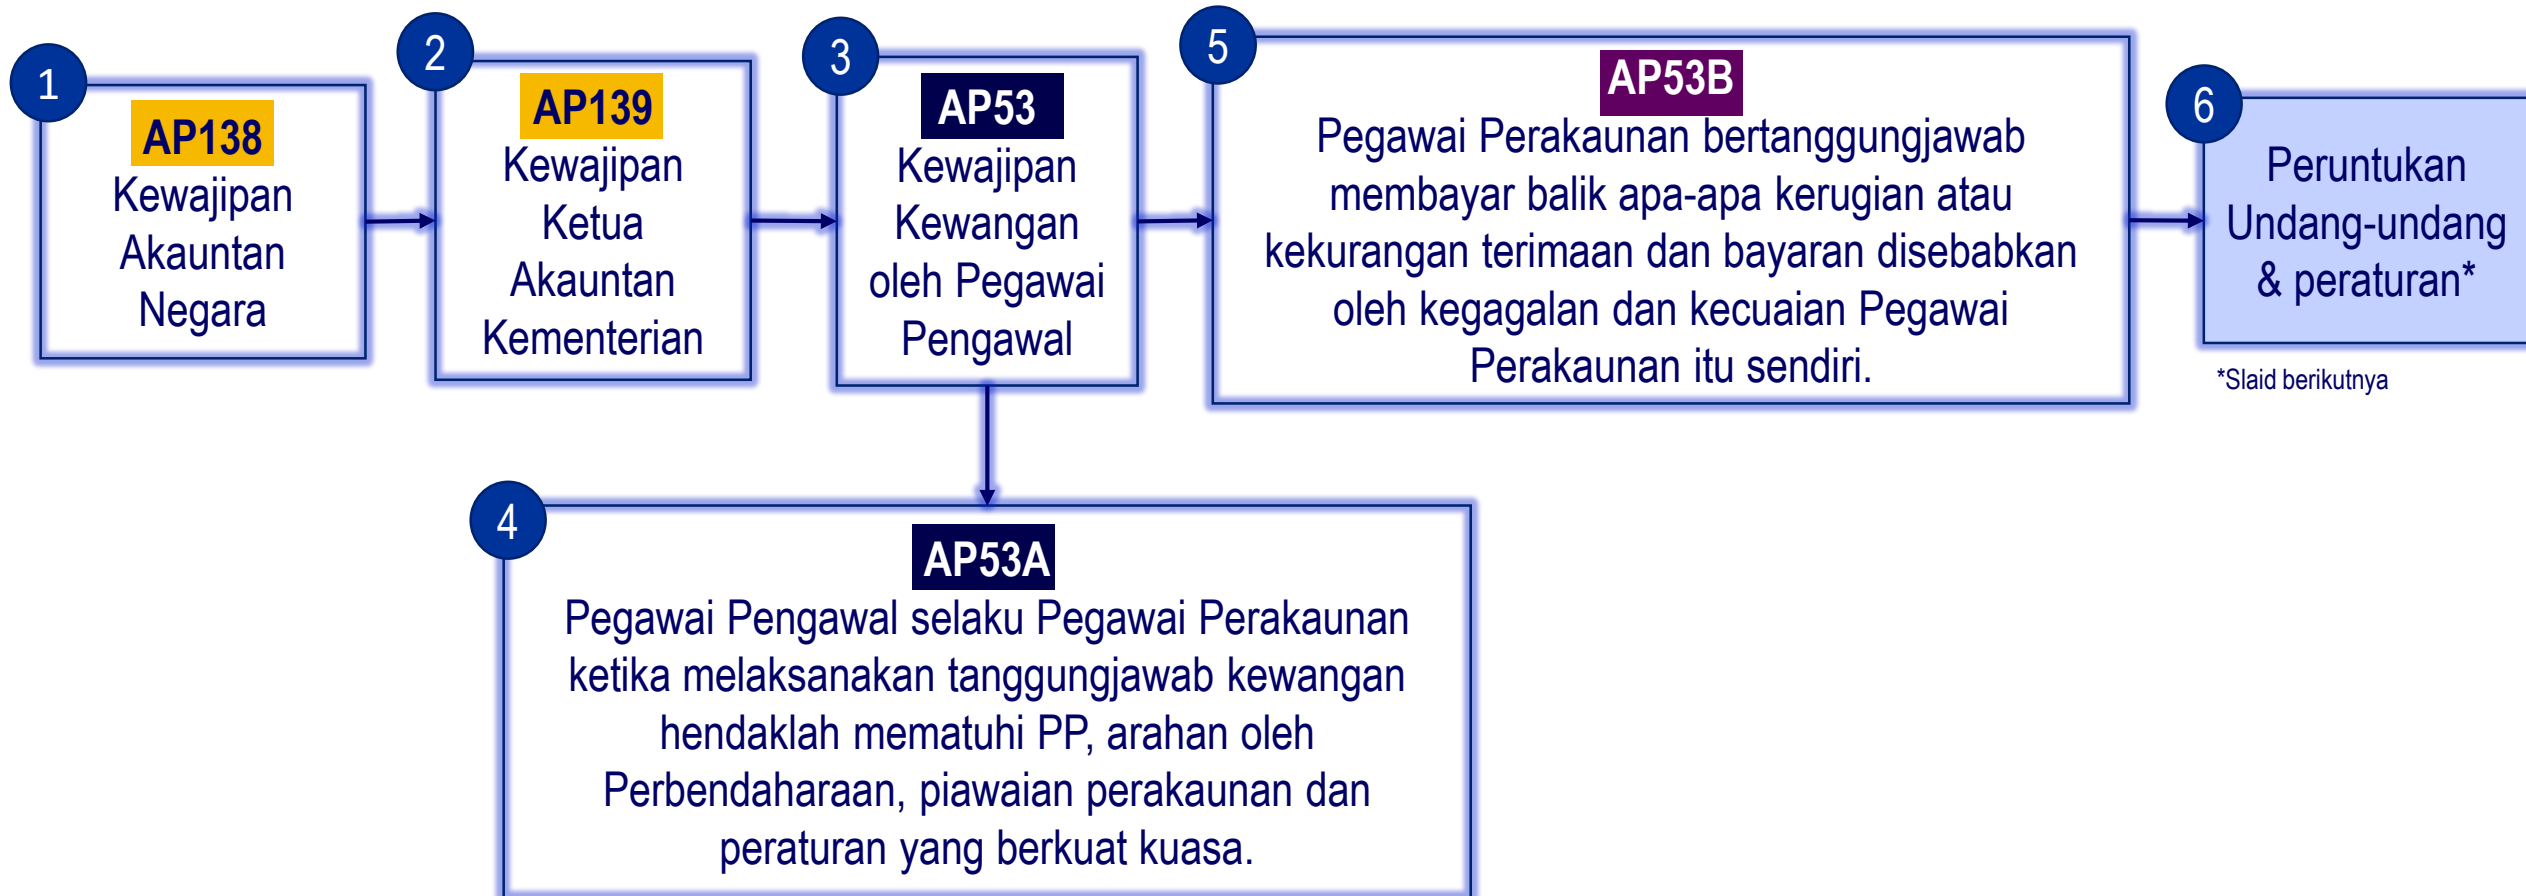 1
AP138
Kewajipan
Akauntan
Negara
2
AP139
Kewajipan
Ketua
Akauntan
Kementerian
3
AP53
Kewajipan
Kewangan
oleh Pegawai
Pengawal
4
AP53A
Pegawai Pengawal selaku Pegawai Perakaunan
ketika melaksanakan tanggungjawab kewangan
hendaklah mematuhi PP, arahan oleh
Perbendaharaan, piawaian perakaunan dan
peraturan yang berkuat kuasa.
5
AP53B
Pegawai Perakaunan bertanggungjawab
membayar balik apa-apa kerugian atau
kekurangan terimaan dan bayaran disebabkan
oleh kegagalan dan kecuaian Pegawai
Perakaunan itu sendiri.
6
Peruntukan
Undang-undang
& peraturan*
*Slaid berikutnya